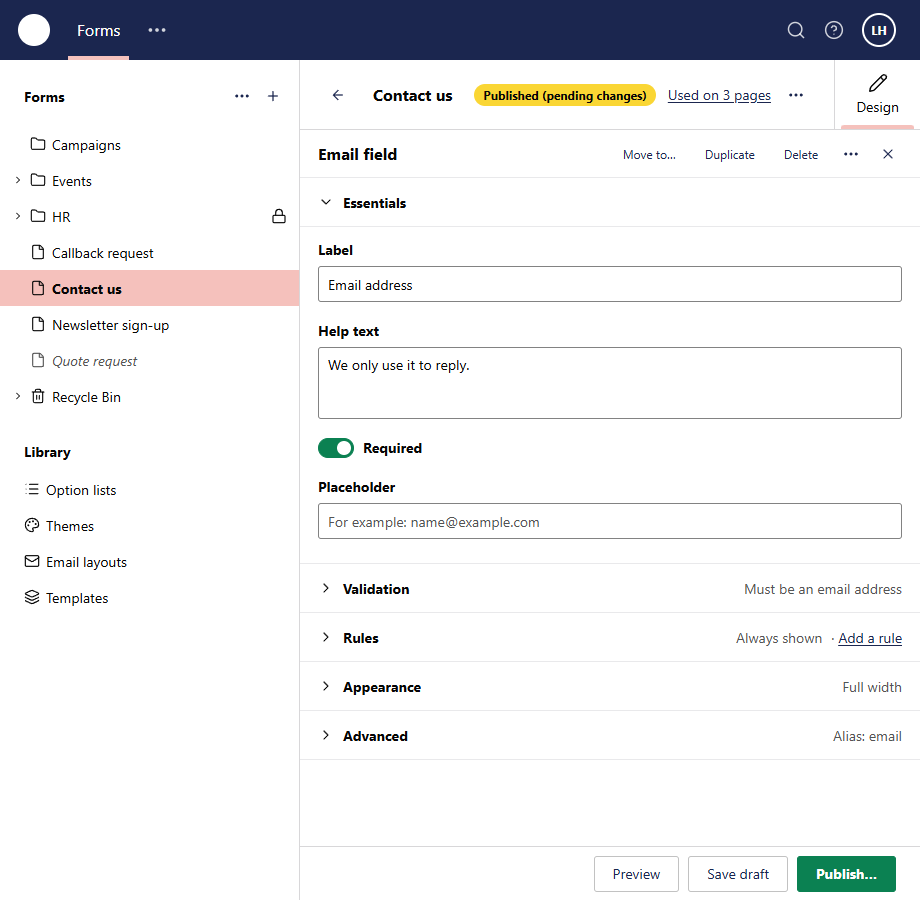 Forms
LH
Forms
Campaigns
Events
HR
Callback request
Contact us
Newsletter sign-up
Quote request
Recycle Bin
Library
Option lists
Themes
Email layouts
Templates
Contact us
Published (pending changes)
Used on 3 pages
Design
Email field
Move to...
Duplicate
Delete
Essentials
Label
Email address
Help text
We only use it to reply.
Required
Placeholder
For example: name@example.com
Validation
Must be an email address
Rules
Always shown · Add a rule
Appearance
Full width
Advanced
Alias: email
Preview
Save draft
Publish...